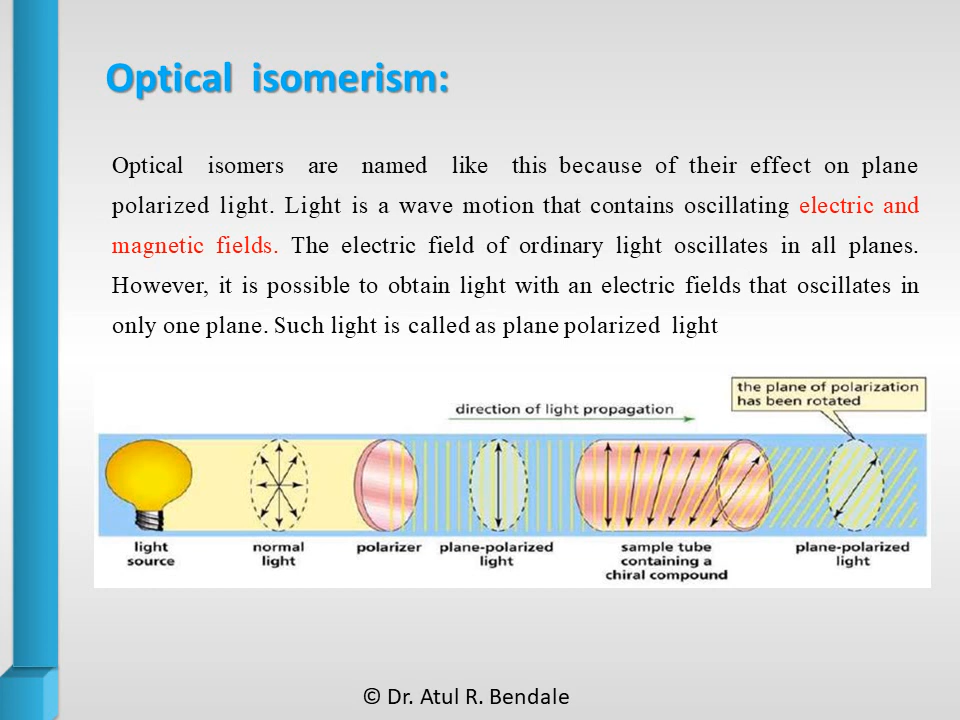 Optical isomerism:
Optical isomers are named like this because of their effect on plane
polarized light. Light is a wave motion that contains oscillating electric and
magnetic fields. The electric field of ordinary light oscillates in all planes.
However, it is possible to obtain light with an electric fields that oscillates in
only one plane. Such light is called as plane polarized light
the plane of polarization
has been rotated
direction of light propagation
light
source
normal
light
polarizer
plane-polarized
light
sample tube
containing a
chiral compound
plane-polarized
light
© Dr. Atul R. Bendale